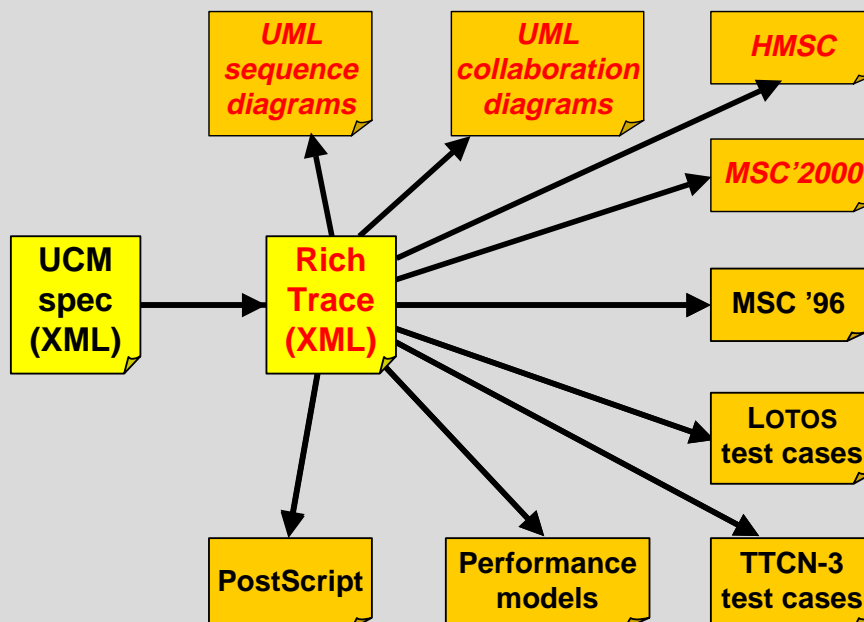 UML
sequence
diagrams
UML
collaboration
diagrams
HMSC
MSC’2000
UCM
spec
(XML)
Rich
Trace
(XML)
MSC ’96
LOTOS
test cases
PostScript
Performance
models
TTCN-3
test cases